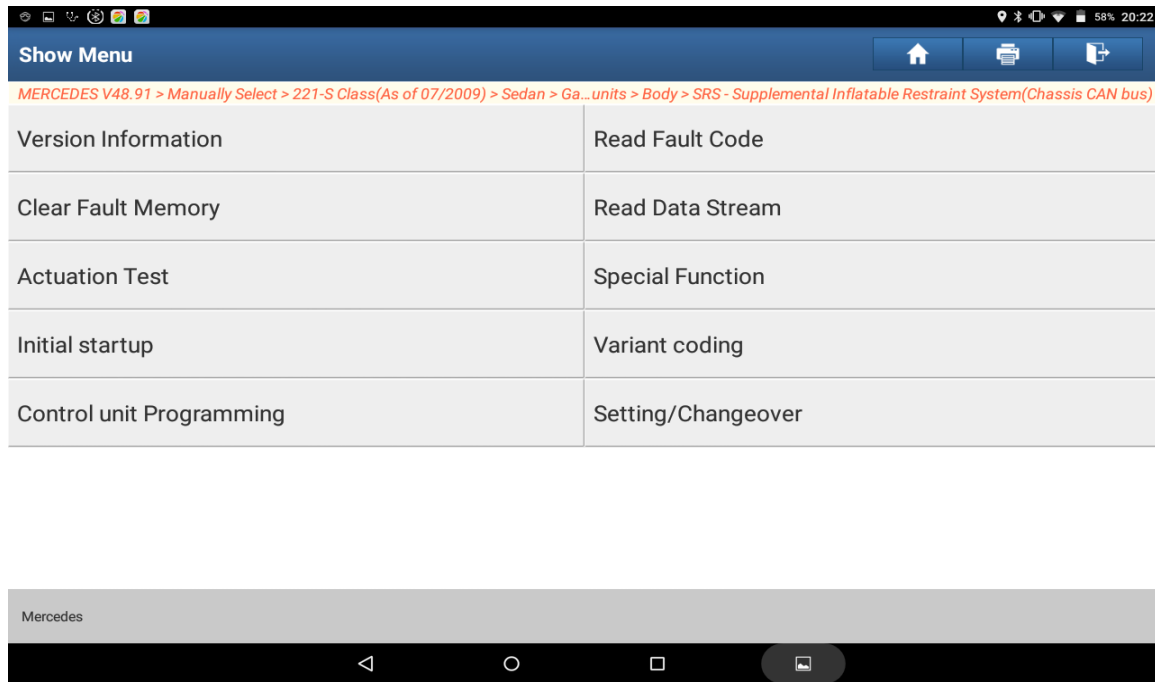 58% 20:22
Show Menu
MERCEDES V48.91 > Manually Select > 221-S Class(As of 07/2009) > Sedan > Ga...units > Body > SRS - Supplemental Inflatable Restraint System(Chassis CAN bus)
Version Information
Read Fault Code
Clear Fault Memory
Read Data Stream
Actuation Test
Special Function
Initial startup
Variant coding
Control unit Programming
Setting/Changeover
Mercedes